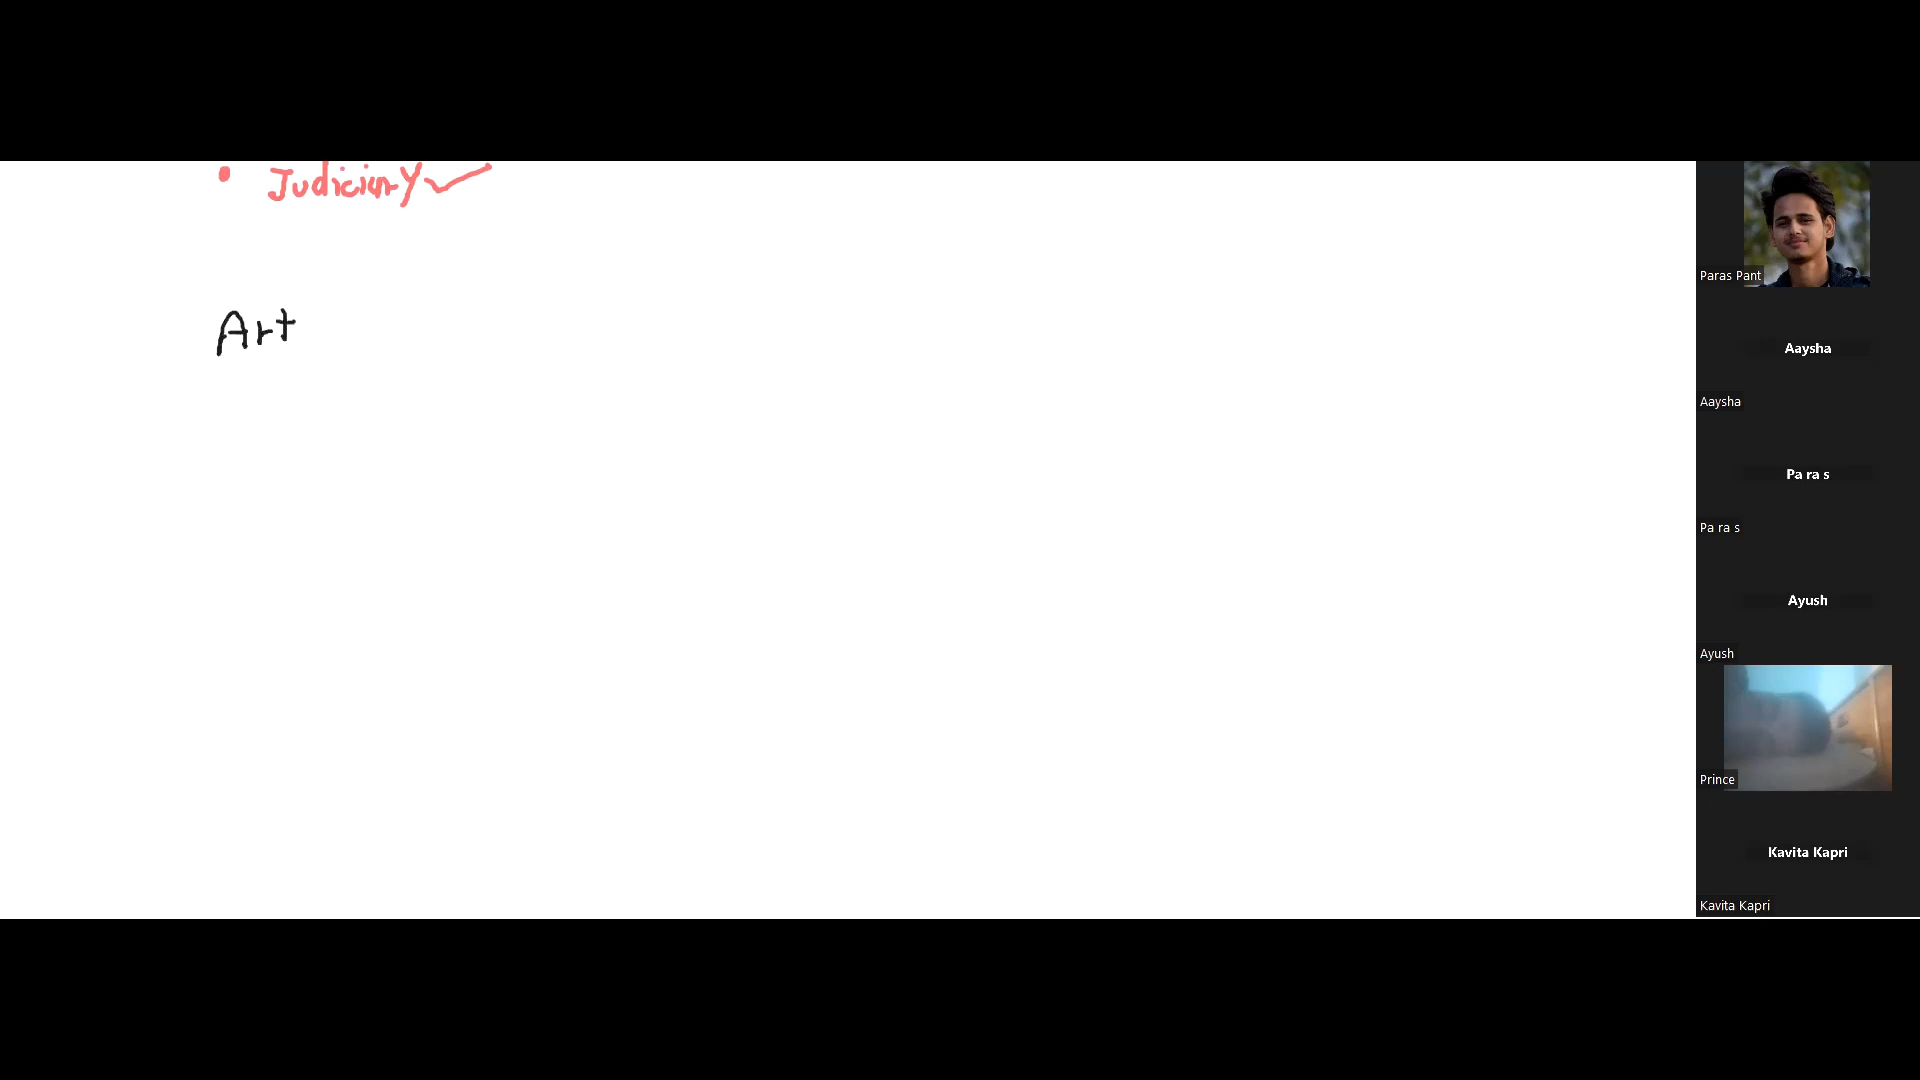 • Judiciary ✓
Art
Paras Pant
Aaysha
Aaysha
Pa ra s
Pa ra s
Ayush
Ayush
Prince
Kavita Kapri
Kavita Kapri